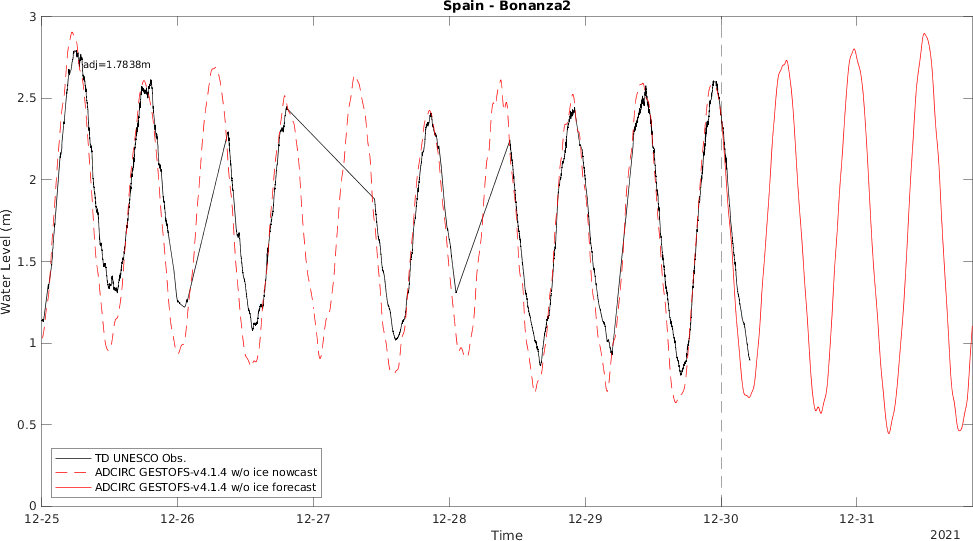 Spain - Bonanza2
3
2.5
2
1.5
1
0.5
0
Water Level (m)
adj=1.7838m
TD UNESCO Obs.
ADCIRC GESTOFS-v4.1.4 w/o ice nowcast
ADCIRC GESTOFS-v4.1.4 w/o ice forecast
12-25 12-26 12-27 12-28 12-29 12-30 12-31
Time
2021